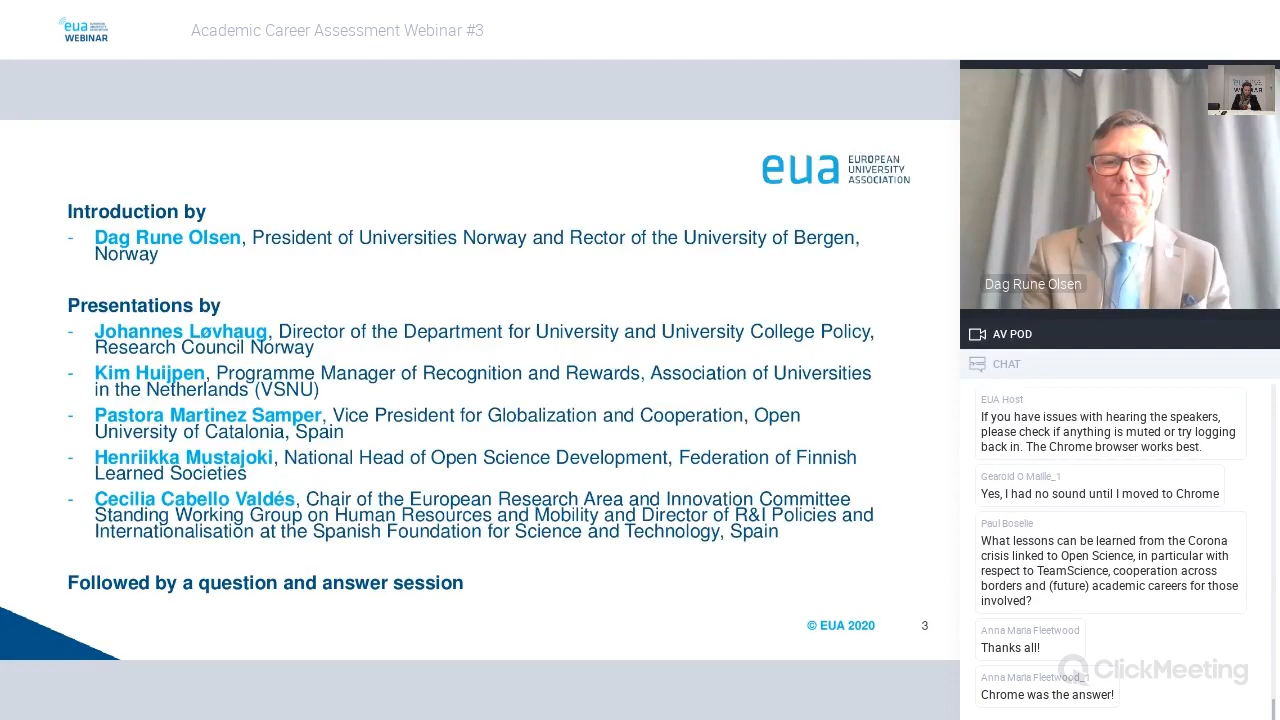 eua EUROPEAN UNIVERSITY ASSOCIATION
WEBINAR
Academic Career Assessment Webinar #3
eua
EUROPEAN
UNIVERSITY
ASSOCIATION
Introduction by
- Dag Rune Olsen, President of Universities Norway and Rector of the University of Bergen,
Norway
Presentations by
- Johannes Løvhaug, Director of the Department for University and University College Policy,
Research Council Norway
- Kim Huijpen, Programme Manager of Recognition and Rewards, Association of Universities
in the Netherlands (VSNU)
- Pastora Martinez Samper, Vice President for Globalization and Cooperation, Open
University of Catalonia, Spain
- Henriikka Mustajoki, National Head of Open Science Development, Federation of Finnish
Learned Societies
- Cecilia Cabello Valdés, Chair of the European Research Area and Innovation Committee
Standing Working Group on Human Resources and Mobility and Director of R&I Policies and
Internationalisation at the Spanish Foundation for Science and Technology, Spain
Followed by a question and answer session
© EUA 2020
3
Dag Rune Olsen
AV POD
CHAT
EUA Host
If you have issues with hearing the speakers,
please check if anything is muted or try logging
back in. The Chrome browser works best.
Gearoid O Maille_1
Yes, I had no sound until I moved to Chrome
Paul Boselie
What lessons can be learned from the Corona
crisis linked to Open Science, in particular with
respect to TeamScience, cooperation across
borders and (future) academic careers for those
involved?
Anna Maria Fleetwood
Thanks all!
Anna Maria Fleetwood_1
Chrome was the answer!
ClickMeeting